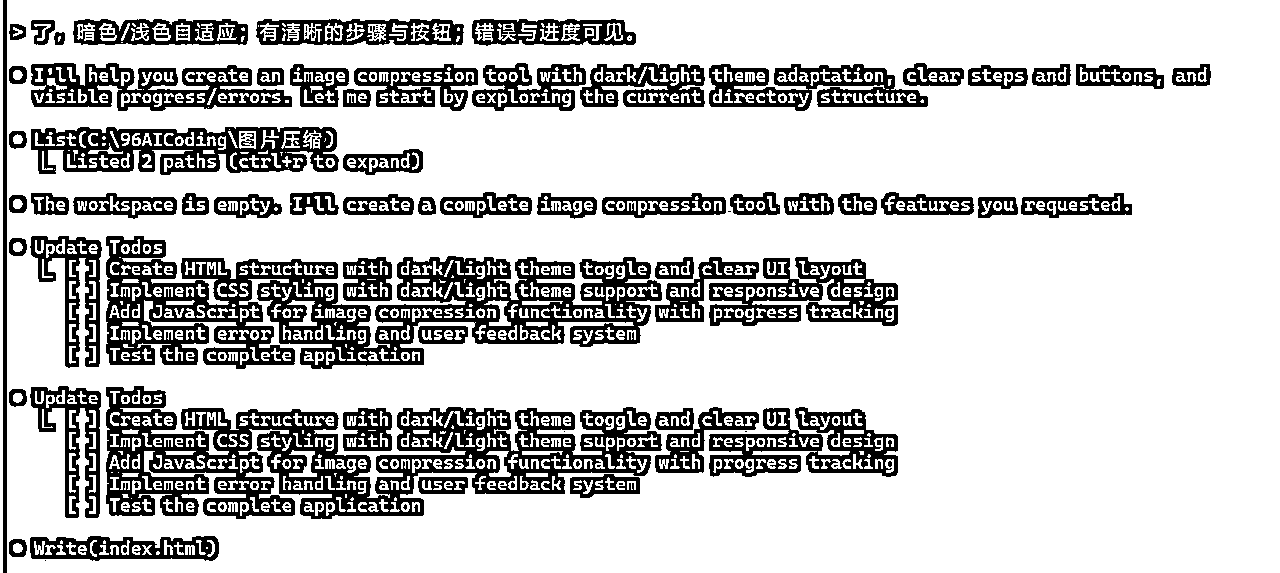 > 了。暗色/浅色自适应；有清晰的步骤与按钮；错误与进度可见。
I'll help you create an image compression tool with dark/light theme adaptation, clear steps and buttons, and
visible progress/errors. Let me start by exploring the current directory structure.
List(C:\96AICoding\图片压缩)
Listed 2 paths (ctrl+r to expand)
The workspace is empty. I'll create a complete image compression tool with the features you requested.
Update Todos
[ ] Create HTML structure with dark/light theme toggle and clear UI layout
[ ] Implement CSS styling with dark/light theme support and responsive design
[ ] Add JavaScript for image compression functionality with progress tracking
[ ] Implement error handling and user feedback system
[ ] Test the complete application
Update Todos
[ ] Create HTML structure with dark/light theme toggle and clear UI layout
[ ] Implement CSS styling with dark/light theme support and responsive design
[ ] Add JavaScript for image compression functionality with progress tracking
[ ] Implement error handling and user feedback system
[ ] Test the complete application
Write(index.html)